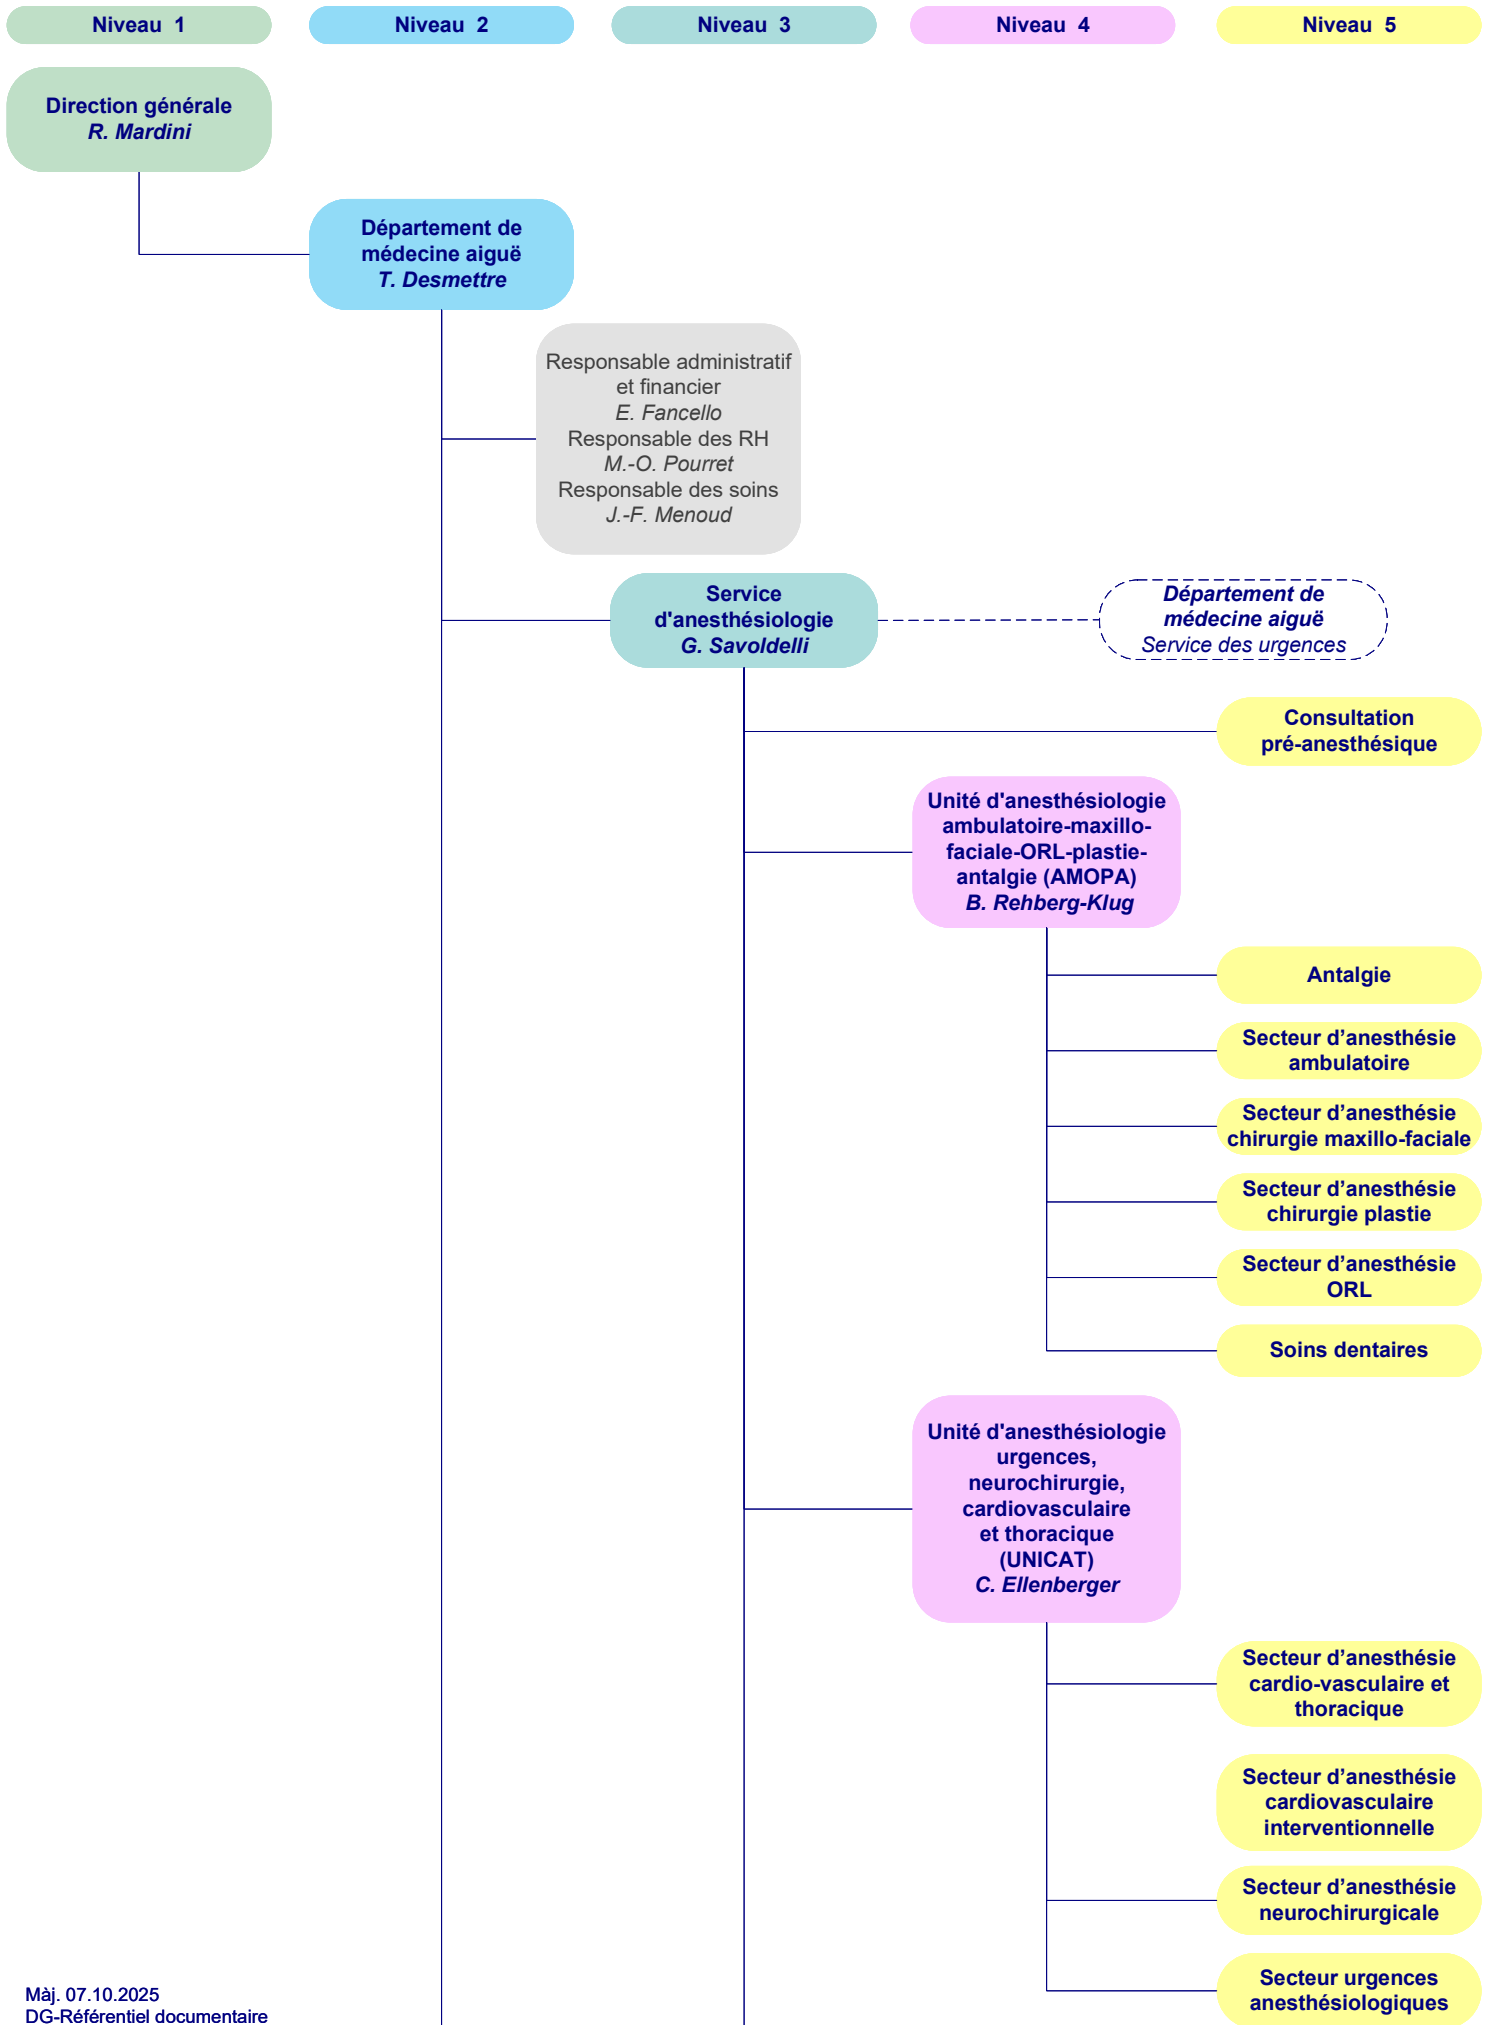 Niveau 1
Niveau 2
Niveau 3
Niveau 4
Niveau 5
Direction générale
R. Mardini
Département de
médecine aiguë
T. Desmettre
Responsable administratif
et financier
E. Fancello
Responsable des RH
M.-O. Pourret
Responsable des soins
J.-F. Menoud
Service
d'anesthésiologie
G. Savoldelli
Département de
médecine aiguë
Service des urgences
Consultation
pré-anesthésique
Unité d'anesthésiologie
ambulatoire-maxillo-
faciale-ORL-plastie-
antalgie (AMOPA)
B. Rehberg-Klug
Antalgie
Secteur d’anesthésie
ambulatoire
Secteur d’anesthésie
chirurgie maxillo-faciale
Secteur d’anesthésie
chirurgie plastie
Secteur d’anesthésie
ORL
Soins dentaires
Unité d'anesthésiologie
urgences,
neurochirurgie,
cardiovasculaire
et thoracique
(UNICAT)
C. Ellenberger
Secteur d’anesthésie
cardio-vasculaire et
thoracique
Secteur d’anesthésie
cardiovasculaire
interventionnelle
Secteur d’anesthésie
neurochirurgicale
Secteur urgences
anesthésiologiques
Màj. 07.10.2025
DG-Référentiel documentaire